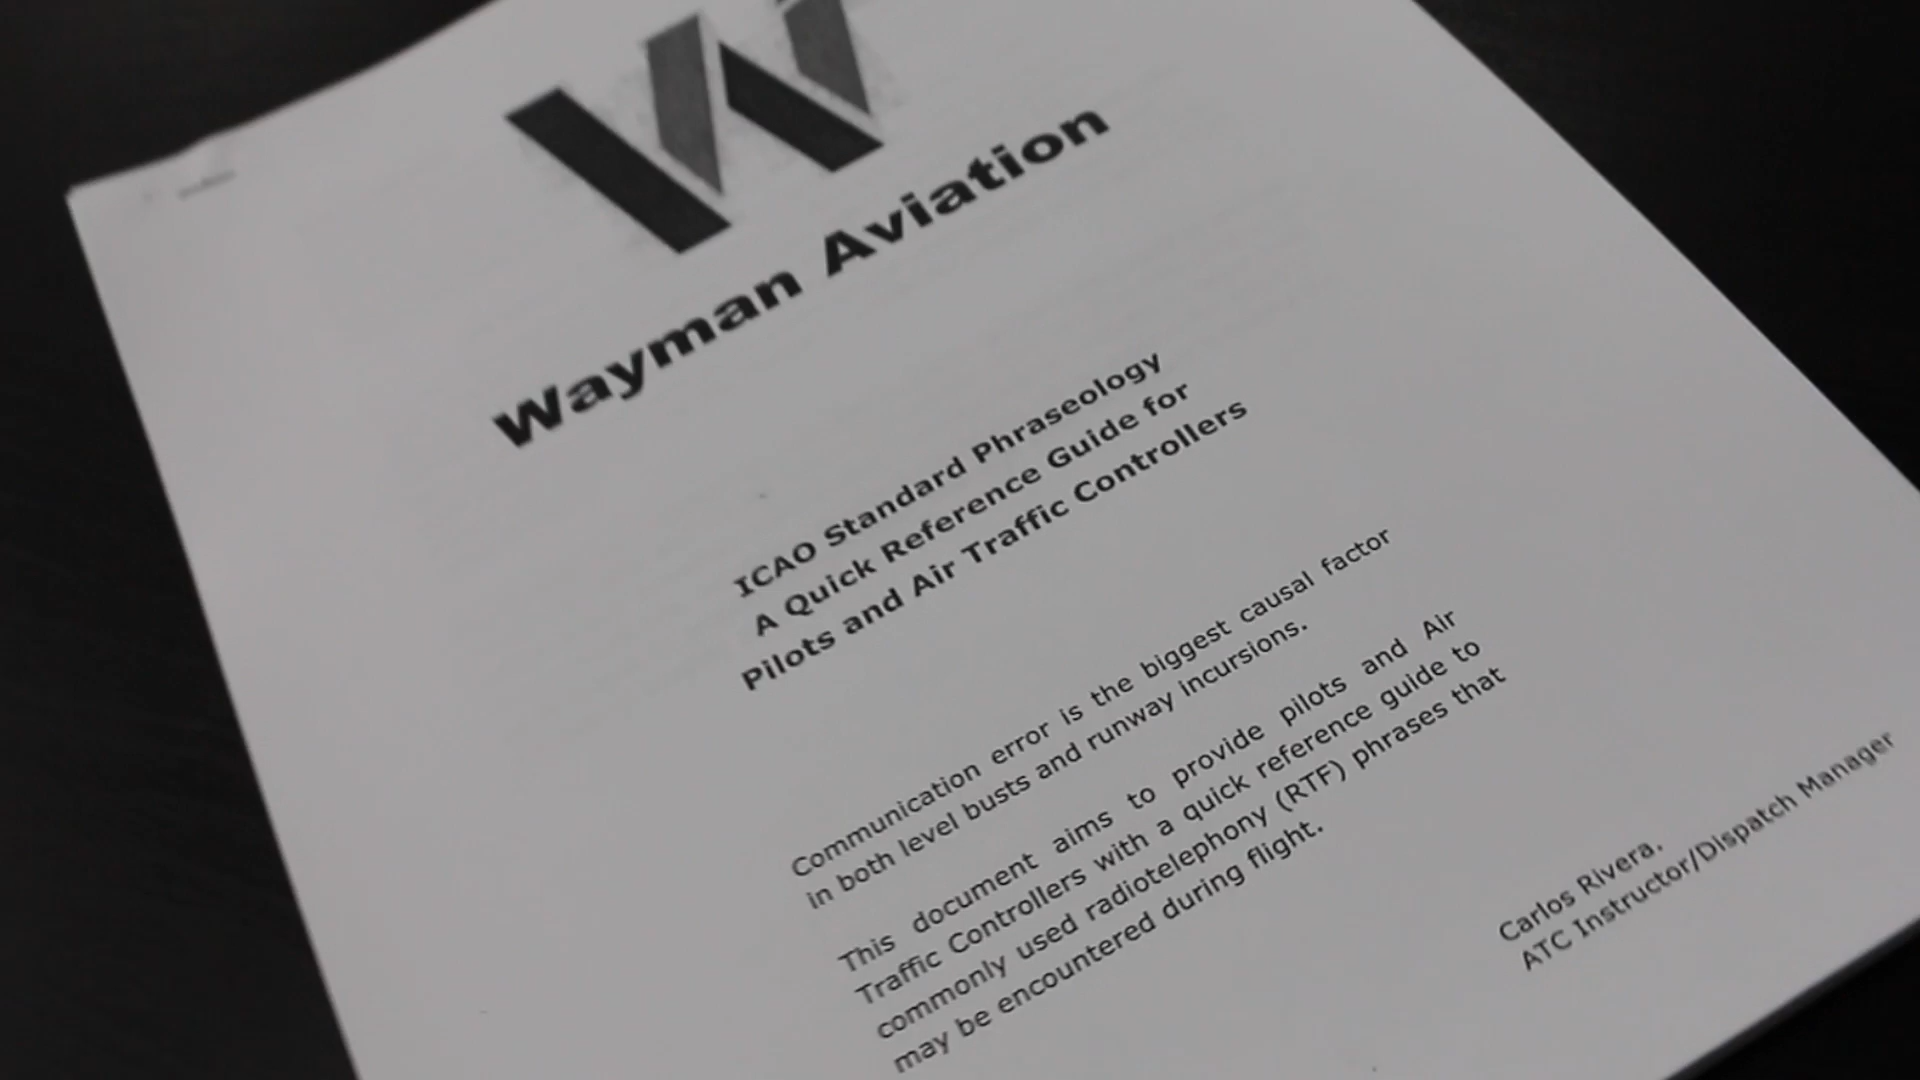 Wayman Aviation
ICAO Standard Phraseology
A Quick Reference Guide for
Pilots and Air Traffic Controllers
Communication error is the biggest causal factor
in both level busts and runway incursions.
This document aims to provide pilots and Air
Traffic Controllers with a quick reference guide to
commonly used radiotelephony (RTF) phrases that
may be encountered during flight.
Carlos Rivera,
ATC Instructor/Dispatch Manager